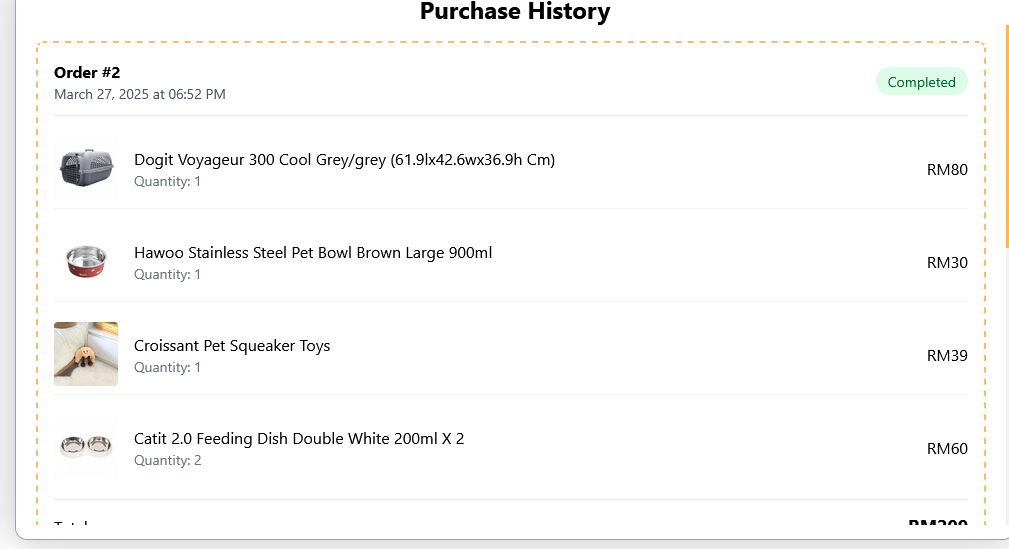 Purchase History
Order #2
March 27, 2025 at 06:52 PM
Completed
Dogit Voyageur 300 Cool Grey/grey (61.9lx42.6wx36.9h Cm)
Quantity: 1
RM80
Hawoo Stainless Steel Pet Bowl Brown Large 900ml
Quantity: 1
RM30
Croissant Pet Squeaker Toys
Quantity: 1
RM39
Catit 2.0 Feeding Dish Double White 200ml X 2
Quantity: 2
RM60
Total
RM209